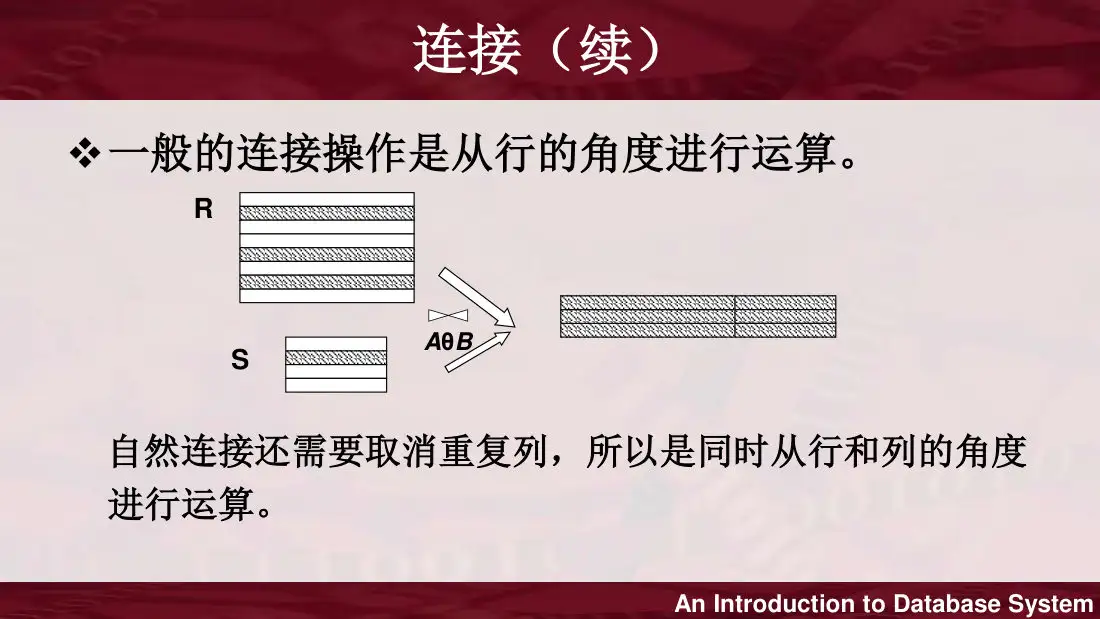 连接（续）
❖一般的连接操作是从行的角度进行运算。
R
S
AθB
自然连接还需要取消重复列，所以是同时从行和列的角度
进行运算。
An Introduction to Database System